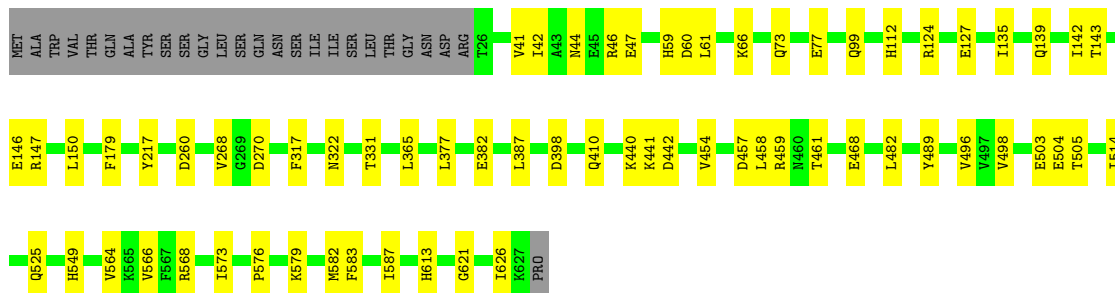 MET ALA TRP VAL THR GLN ALA TYR SER SER GLY LEU SER GLN ASN SER ILE ILE SER LEU THR GLY ASN ASP ARG T26 V41 I42 A43 N44 E45 R46 E47 H59 D60 L61 K66 Q73 E77 Q99 H112 R124 E127 I135 Q139 I142 T143
E146 R147 L150 F179 Y217 D260 V268 G269 D270 F317 N322 T331 L365 L377 E382 L387 D398 Q410 K440 K441 D442 V454 D457 L458 R459 N460 T461 E468 L482 Y489 V496 V497 V498 E503 E504 T505 I514
Q525 H549 V564 K565 V566 F567 R568 I573 P576 K579 M582 F583 I587 H613 G621 I626 K627 PRO